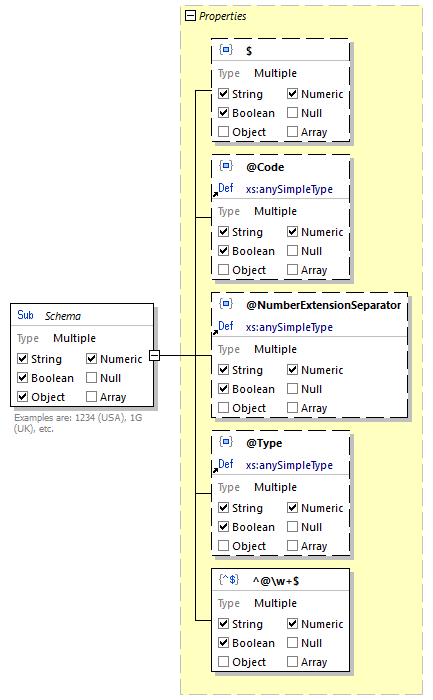 Properties
$
Type Multiple
String Numeric
Boolean Null
Object Array
@Code
Def xs:anySimpleType
Type Multiple
String Numeric
Boolean Null
Object Array
@NumberExtensionSeparator
Def xs:anySimpleType
Type Multiple
String Numeric
Boolean Null
Object Array
Sub Schema
Type Multiple
String Numeric
Boolean Null
Object Array
Examples are: 1234 (USA), 1G
(UK), etc.
@Type
Def xs:anySimpleType
Type Multiple
String Numeric
Boolean Null
Object Array
{^$} ^@\w+$
Type Multiple
String Numeric
Boolean Null
Object Array